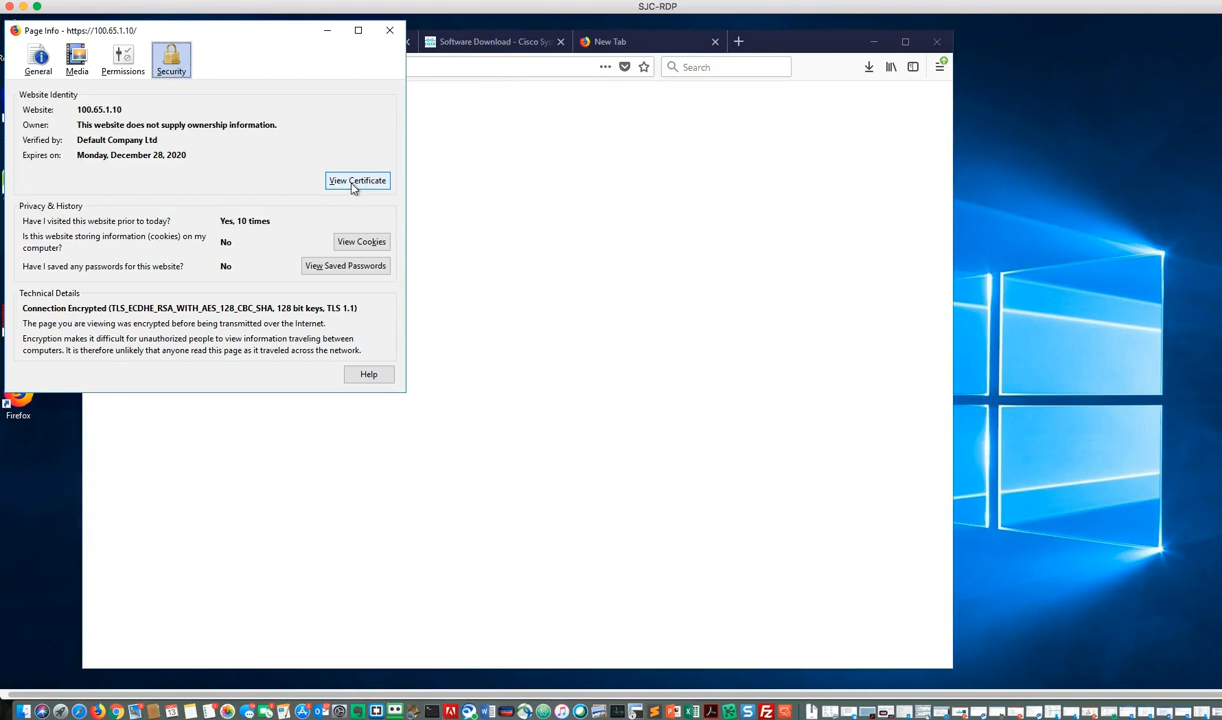 SJC-RDP
Page Info - https://100.65.1.10/
General
Media
Permissions
Security
Software Download - Cisco Sy
New Tab
Search
Website Identity
Website: 100.65.1.10
Owner: This website does not supply ownership information.
Verified by: Default Company Ltd
Expires on: Monday, December 28, 2020
View Certificate
Privacy & History
Have I visited this website prior to today? Yes, 10 times
Is this website storing information (cookies) on my
computer?
No
View Cookies
Have I saved any passwords for this website? No
View Saved Passwords
Technical Details
Connection Encrypted (TLS_ECDHE_RSA_WITH_AES_128_CBC_SHA, 128 bit keys, TLS 1.1)
The page you are viewing was encrypted before being transmitted over the Internet.
Encryption makes it difficult for unauthorized people to view information traveling between
computers. It is therefore unlikely that anyone read this page as it traveled across the network.
Help
Firefox